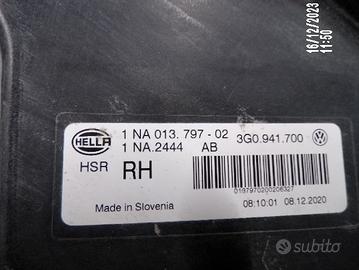 16/12/2023
11:50
HELLA
1 NA 013.797 - 02 3G0.941.700
1 NA.2444 AB
HSR RH
0187970200206327
Made in Slovenia 08:10:01 08.12.2020
subito